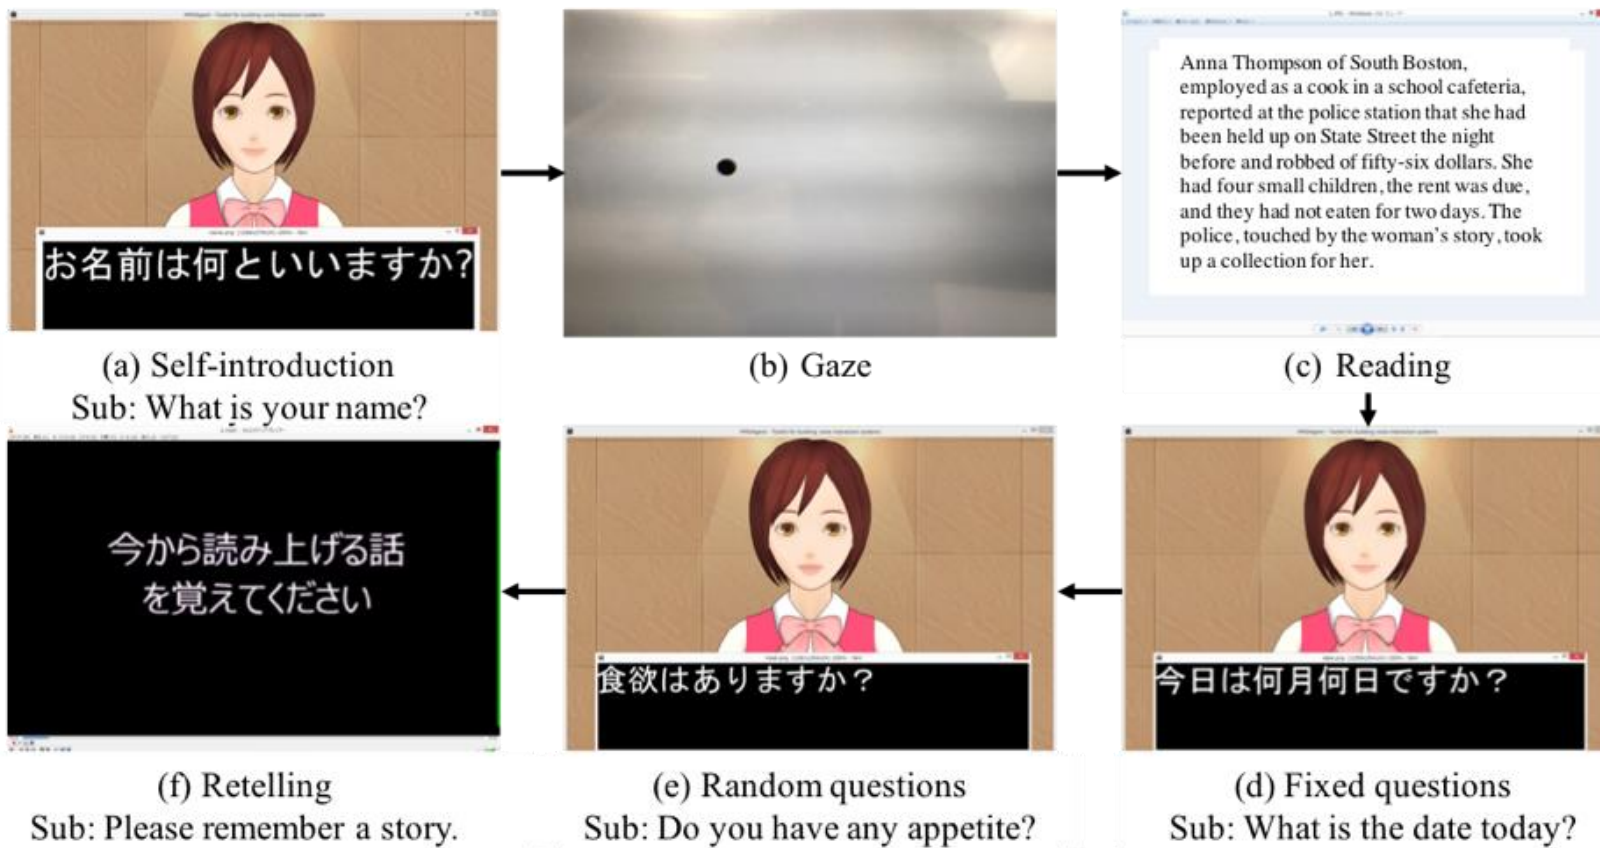 お名前は何といいますか?
(a) Self-introduction
Sub: What is your name?
(b) Gaze
Anna Thompson of South Boston,
employed as a cook in a school cafeteria,
reported at the police station that she had
been held up on State Street the night
before and robbed of fifty-six dollars. She
had four small children, the rent was due,
and they had not eaten for two days. The
police, touched by the woman's story, took
up a collection for her.
(c) Reading
今日は何月何日ですか？
(d) Fixed questions
Sub: What is the date today?
食欲はありますか？
(e) Random questions
Sub: Do you have any appetite?
今から読み上げる話
を覚えてください
(f) Retelling
Sub: Please remember a story.